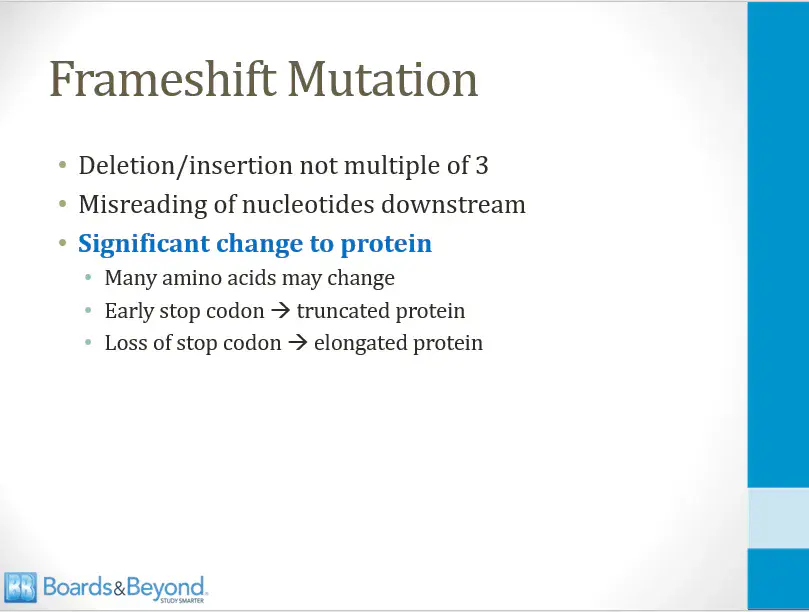 Frameshift Mutation
• Deletion/insertion not multiple of 3
• Misreading of nucleotides downstream
• Significant change to protein
• Many amino acids may change
• Early stop codon → truncated protein
• Loss of stop codon → elongated protein
BB Boards&Beyond.
STUDY SMARTER